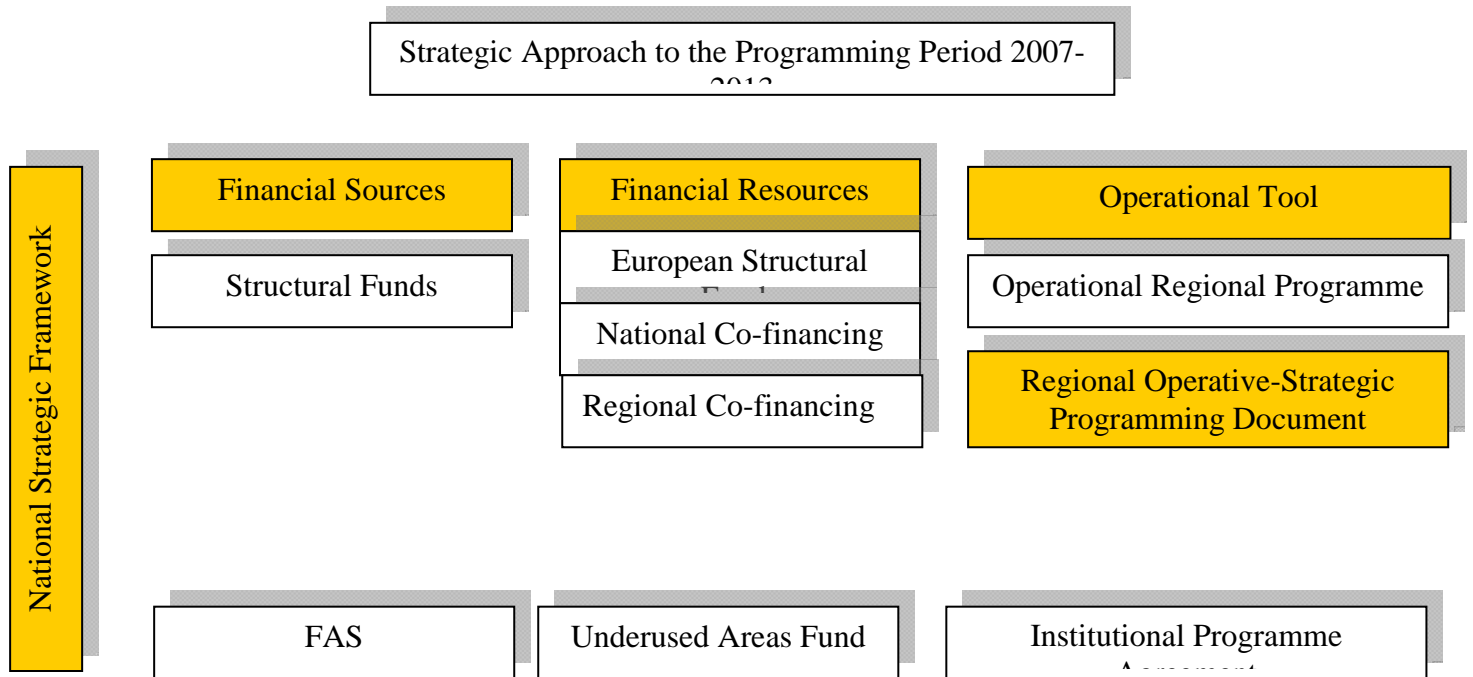 Strategic Approach to the Programming Period 2007-
2013
National Strategic Framework
Financial Sources
Financial Resources
Operational Tool
Structural Funds
European Structural
National Co-financing
Regional Co-financing
Operational Regional Programme
Regional Operative-Strategic
Programming Document
FAS
Underused Areas Fund
Institutional Programme
Agreement